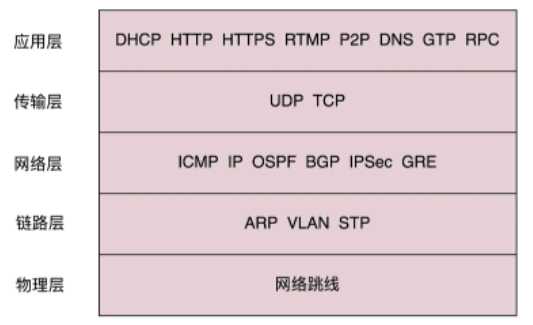 应用层 DHCP HTTP HTTPS RTMP P2P DNS GTP RPC
传输层 UDP TCP
网络层 ICMP IP OSPF BGP IPSec GRE
链路层 ARP VLAN STP
物理层 网络跳线